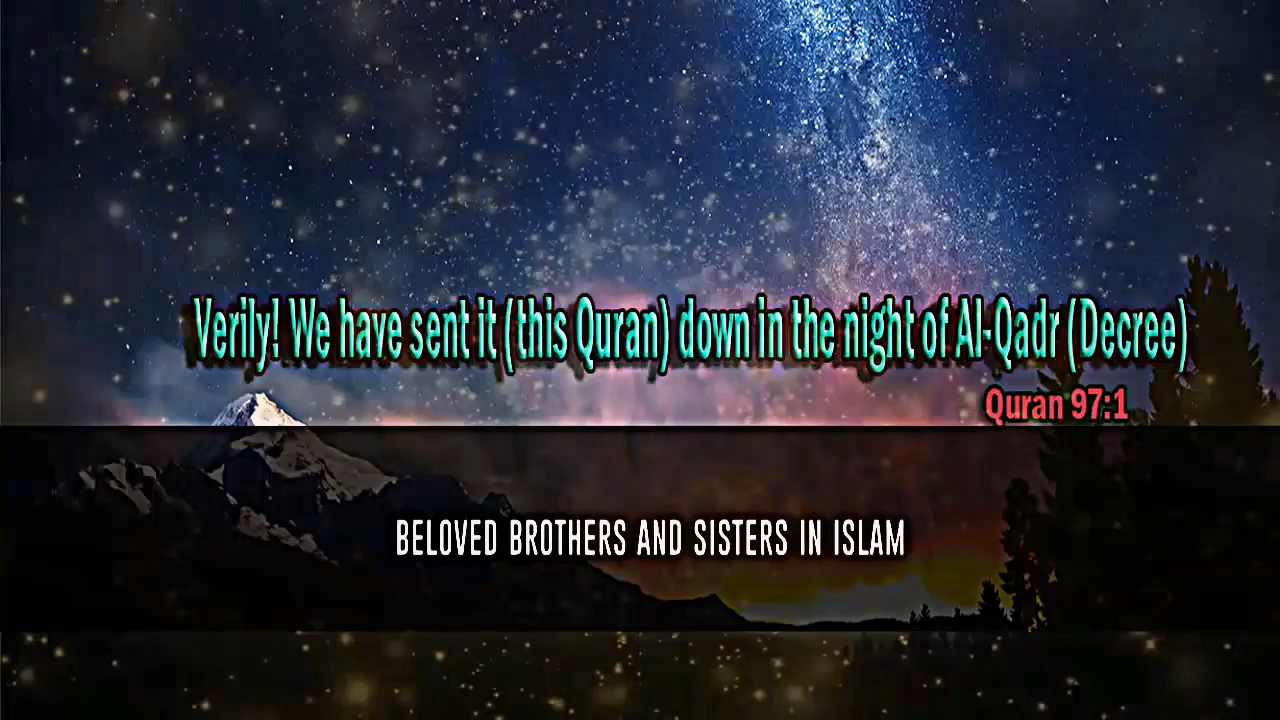 Verily! We have sent it (this Quran) down in the night of Al-Qadr (Decree)
Quran 97:1
BELOVED BROTHERS AND SISTERS IN ISLAM